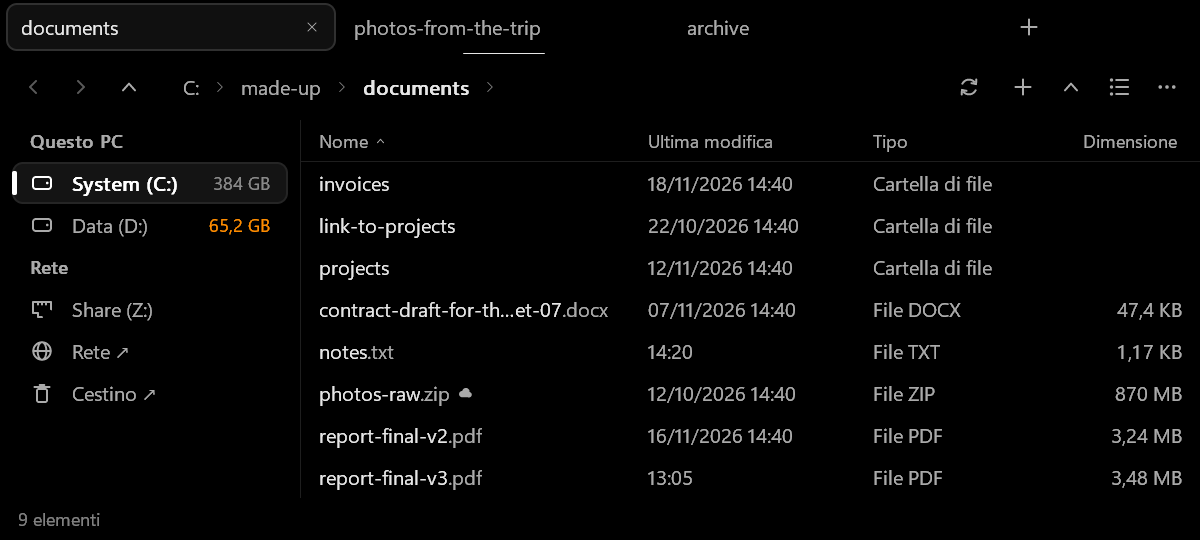 documents photos-from-the-trip archive
C: made-up documents
Questo PC
System (C:) 384 GB
Data (D:) 65,2 GB
Rete
Share (Z:)
Rete ↗
Cestino ↗
Nome Ultima modifica Tipo Dimensione
invoices 18/11/2026 14:40 Cartella di file
link-to-projects 22/10/2026 14:40 Cartella di file
projects 12/11/2026 14:40 Cartella di file
contract-draft-for-th...et-07.docx 07/11/2026 14:40 File DOCX 47,4 KB
notes.txt 14:20 File TXT 1,17 KB
photos-raw.zip 12/10/2026 14:40 File ZIP 870 MB
report-final-v2.pdf 16/11/2026 14:40 File PDF 3,24 MB
report-final-v3.pdf 13:05 File PDF 3,48 MB
9 elementi